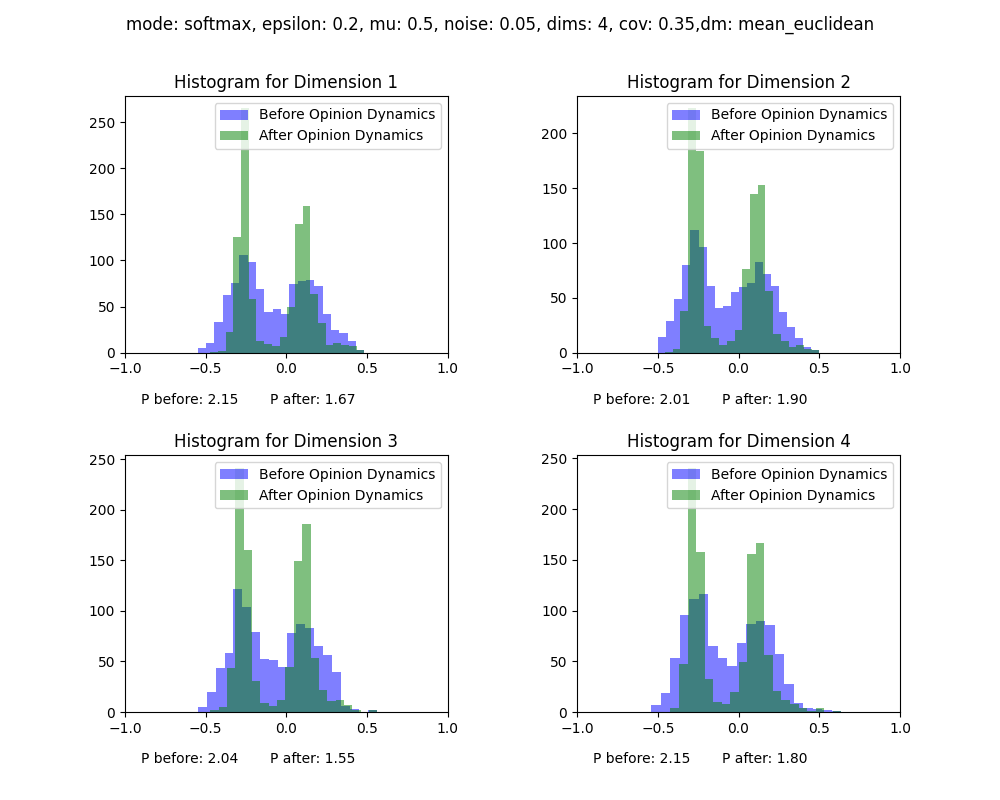 mode: softmax, epsilon: 0.2, mu: 0.5, noise: 0.05, dims: 4, cov: 0.35,dm: mean_euclidean
Histogram for Dimension 1
Before Opinion Dynamics
After Opinion Dynamics
250
200
150
100
50
0
−1.0 −0.5 0.0 0.5 1.0
P before: 2.15 P after: 1.67
Histogram for Dimension 2
Before Opinion Dynamics
After Opinion Dynamics
200
150
100
50
0
−1.0 −0.5 0.0 0.5 1.0
P before: 2.01 P after: 1.90
Histogram for Dimension 3
Before Opinion Dynamics
After Opinion Dynamics
250
200
150
100
50
0
−1.0 −0.5 0.0 0.5 1.0
P before: 2.04 P after: 1.55
Histogram for Dimension 4
Before Opinion Dynamics
After Opinion Dynamics
250
200
150
100
50
0
−1.0 −0.5 0.0 0.5 1.0
P before: 2.15 P after: 1.80